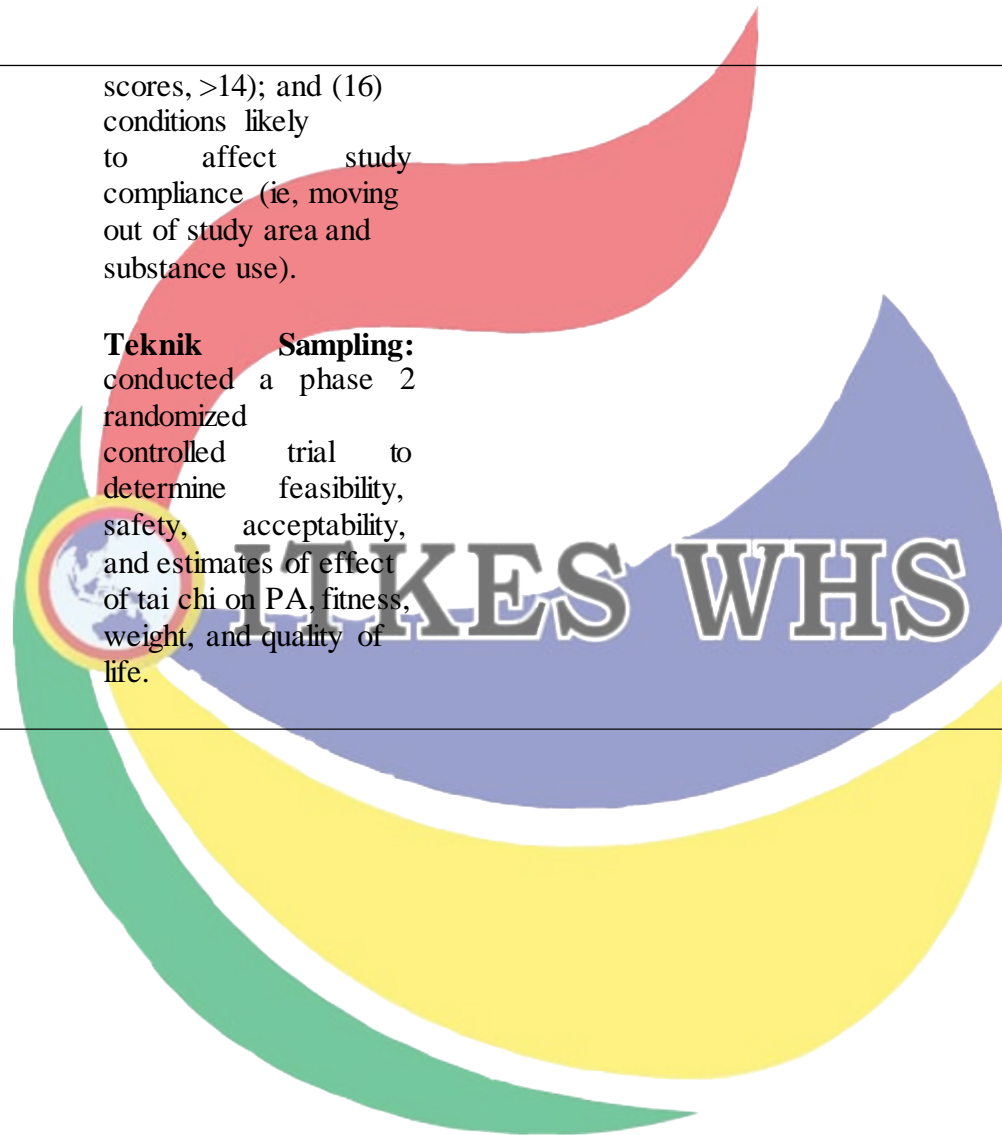 scores, >14); and (16)
conditions likely
to affect study
compliance (ie, moving
out of study area and
substance use).
Teknik Sampling:
conducted a phase 2
randomized
controlled trial to
determine feasibility,
safety, acceptability,
and estimates of effect
of tai chi on PA, fitness,
weight, and quality of
life.
ITKES WHS